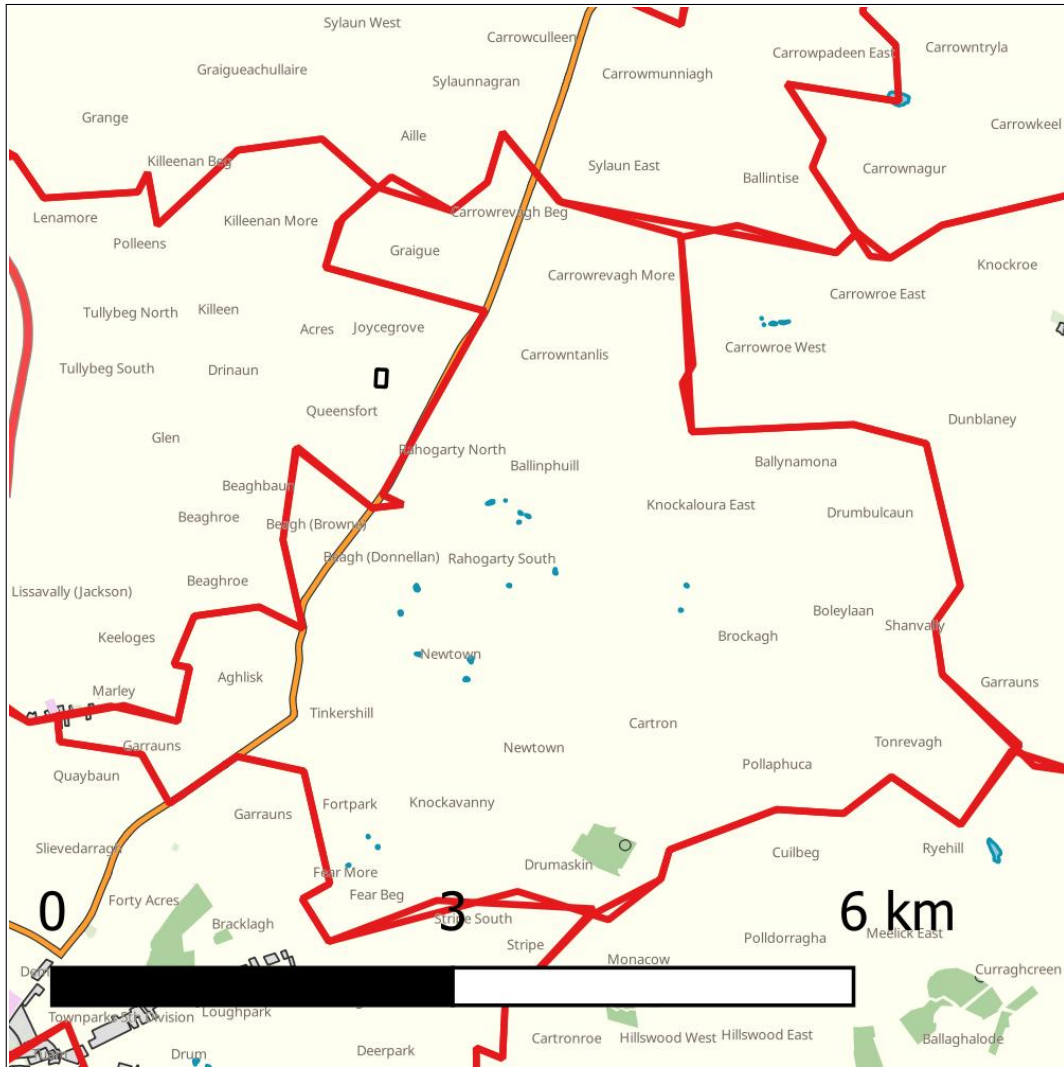 Sylaun West
Carrowculleen
Carrowpadeen East
Carrowntryla
Graigueachullaire
Sylaunnagran
Carrowmunniagh
Grange
Aille
Carrowkeel
Killeenan Beg
Sylaun East
Ballintise
Carrownagur
Lenamore
Killeenan More
Carrowrevagh Beg
Polleens
Graigue
Knockroe
Carrowrevagh More
Carrowroe East
Tullybeg North
Killeen
Acres
Joycegrove
Carrowntanlis
Carrowroe West
Tullybeg South
Drinaun
Queensfort
Dunblaney
Glen
Rahogarty North
Ballinphuill
Ballynamona
Beaghbaun
Knockaloura East
Drumbulcaun
Beaghroe
Beagh (Browne)
Beagh (Donnellan)
Rahogarty South
Lissavally (Jackson)
Beaghroe
Boleylaan
Shanvally
Keeloges
Brockagh
Newtown
Aghlisk
Garrauns
Marley
Tinkershill
Cartron
Garrauns
Newtown
Tonrevagh
Quaybaun
Pollaphuca
Garrauns
Fortpark
Knockavanny
Slievedarragh
Cuilbeg
Ryehill
Fear More
Drumaskin
Forty Acres
Fear Beg
0
3
6 km
Bracklagh
Stripe South
Stripe
Polldorragha
Meelick East
Monacow
Curraghcreen
Loughpark
Townparks 5th Division
Cartronroe
Hillswood West
Hillswood East
Ballaghalode
Drum
Deerpark